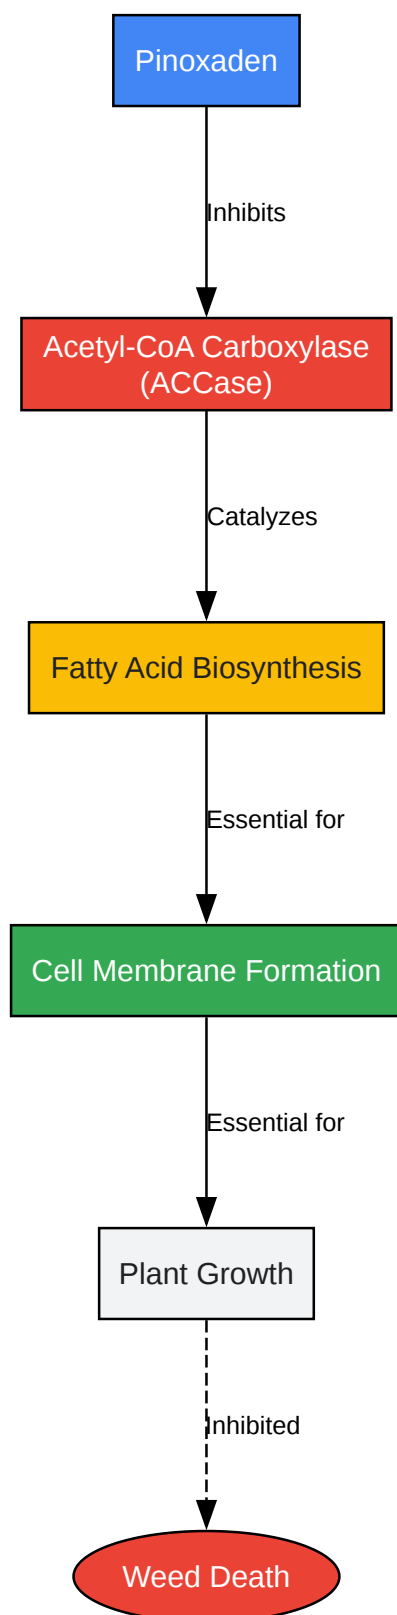 Pinoxaden
Inhibits
Acetyl-CoA Carboxylase
(ACCase)
Catalyzes
Fatty Acid Biosynthesis
Essential for
Cell Membrane Formation
Essential for
Plant Growth
Inhibited
Weed Death